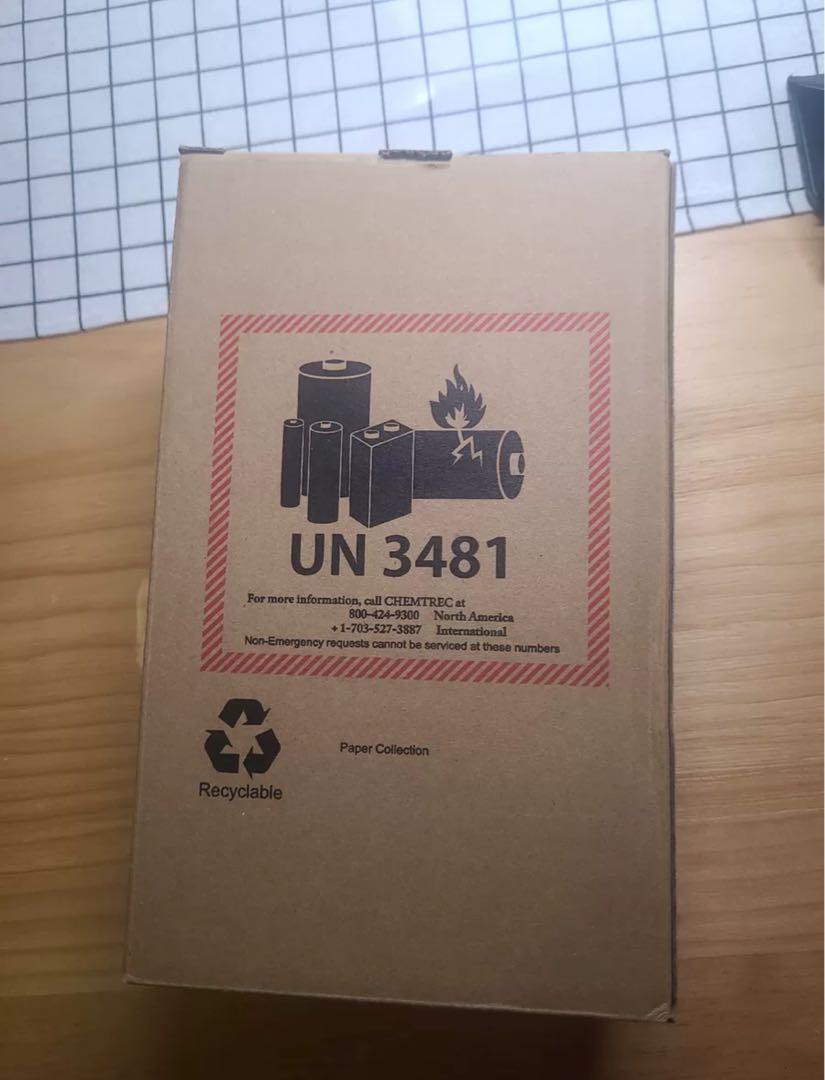 UN 3481
For more information, call CHEMTREC at
800-424-9300 North America
+1-703-527-3887 International
Non-Emergency requests cannot be serviced at these numbers
Recyclable
Paper Collection